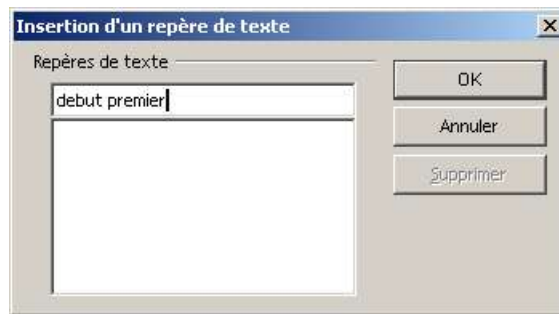 Insertion d'un repère de texte
Repères de texte
debut premier
OK
Annuler
Supprimer